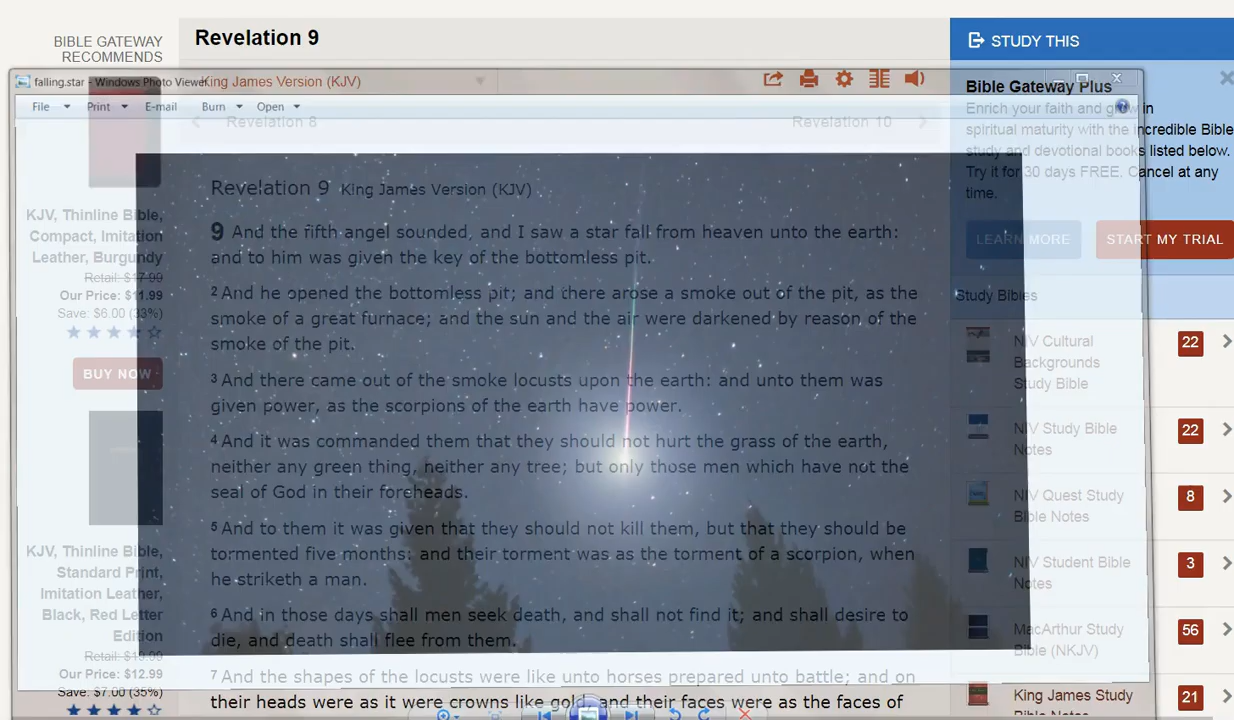 BIBLE GATEWAY
RECOMMENDS
Revelation 9
STUDY THIS
falling.star - Windows Photo Viewer
King James Version (KJV)
File Print E-mail Burn Open
Revelation 8
Revelation 10
Bible Gateway Plus
Enrich your faith and grow in
spiritual maturity with the incredible Bible
study and devotional books listed below.
Try it for 30 days FREE. Cancel at any
time.
LEARN MORE
START MY TRIAL
KJV, Thinline Bible,
Compact, Imitation
Leather, Burgundy
Retail: $17.99
Our Price: $11.99
Save: $6.00 (33%)
BUY NOW
Revelation 9 King James Version (KJV)
9 And the fifth angel sounded, and I saw a star fall from heaven unto the earth:
and to him was given the key of the bottomless pit.
2 And he opened the bottomless pit; and there arose a smoke out of the pit, as the
smoke of a great furnace; and the sun and the air were darkened by reason of the
smoke of the pit.
3 And there came out of the smoke locusts upon the earth: and unto them was
given power, as the scorpions of the earth have power.
4 And it was commanded them that they should not hurt the grass of the earth,
neither any green thing, neither any tree; but only those men which have not the
seal of God in their foreheads.
5 And to them it was given that they should not kill them, but that they should be
tormented five months: and their torment was as the torment of a scorpion, when
he striketh a man.
6 And in those days shall men seek death, and shall not find it; and shall desire to
die, and death shall flee from them.
7 And the shapes of the locusts were like unto horses prepared unto battle; and on
their heads were as it were crowns like gold, and their faces were as the faces of
KJV, Thinline Bible,
Standard Print,
Imitation Leather,
Black, Red Letter
Edition
Retail: $19.99
Our Price: $12.99
Save: $7.00 (35%)
Study Bibles
NIV Cultural
Backgrounds
Study Bible
22
NIV Study Bible
Notes
22
NIV Quest Study
Bible Notes
8
NIV Student Bible
Notes
3
MacArthur Study
Bible (NKJV)
56
King James Study
Bible Notes
21